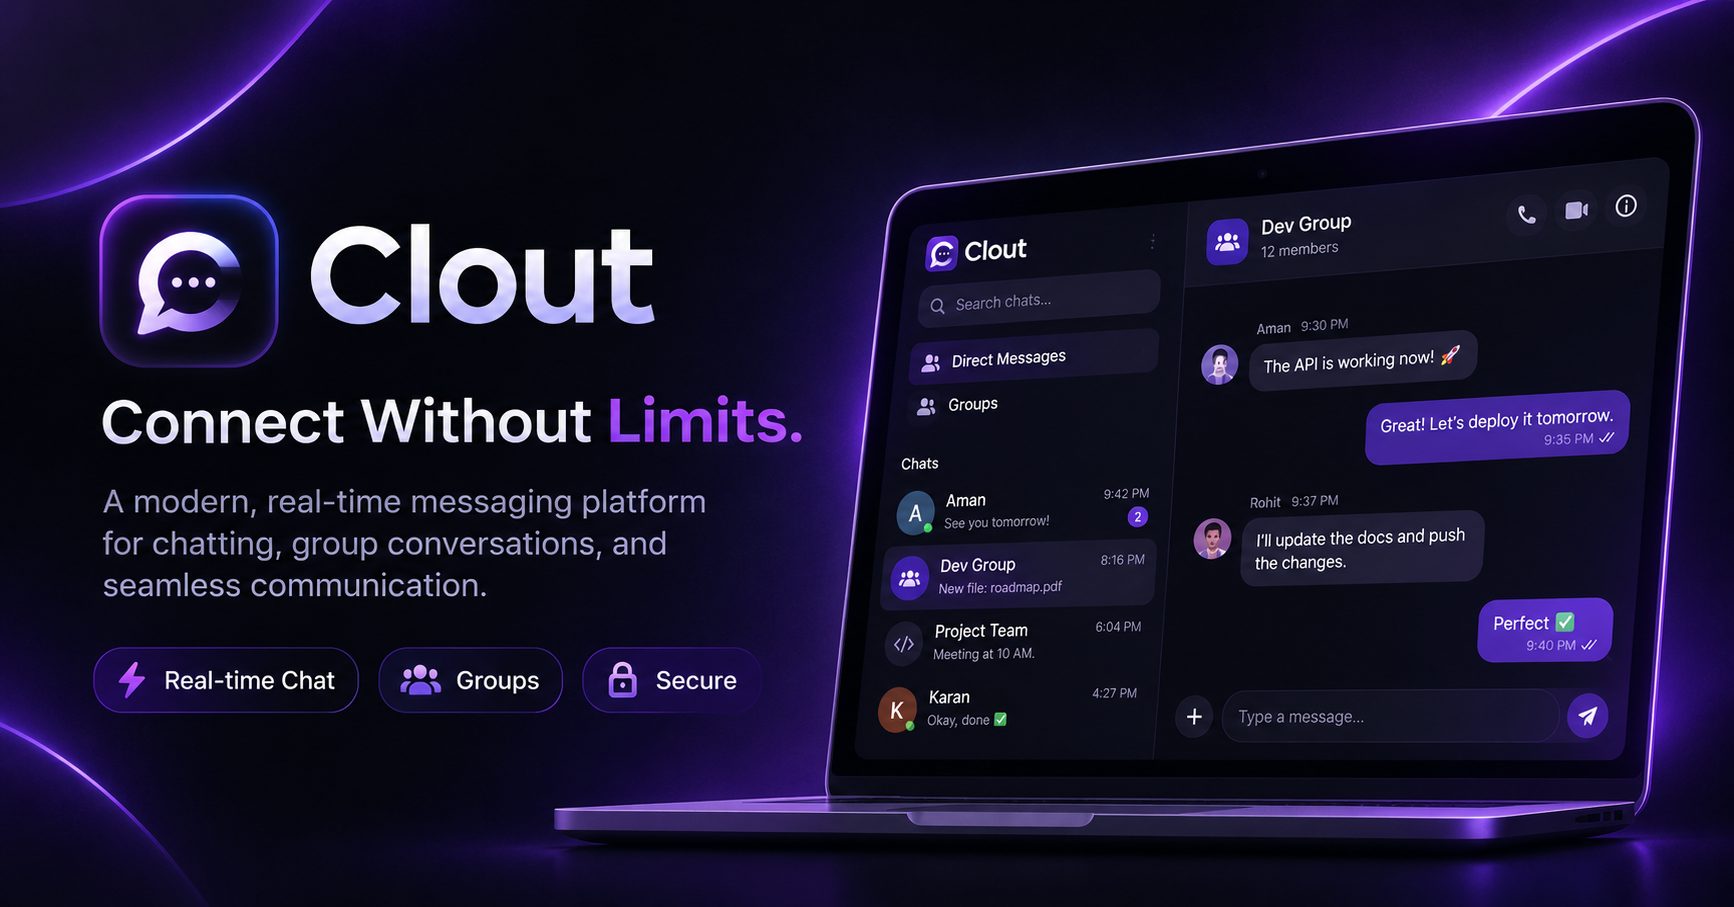 Clout
Connect Without Limits.
A modern, real-time messaging platform
for chatting, group conversations, and
seamless communication.
Real-time Chat
Groups
Secure
Clout
Search chats...
Direct Messages
Groups
Chats
A
Aman
9:42 PM
See you tomorrow!
2
Dev Group
8:16 PM
New file: roadmap.pdf
</>
Project Team
6:04 PM
Meeting at 10 AM.
K
Karan
4:27 PM
Okay, done ✅
Dev Group
12 members
Aman 9:30 PM
The API is working now! 🚀
Great! Let's deploy it tomorrow.
9:35 PM
Rohit 9:37 PM
I'll update the docs and push
the changes.
Perfect ✅
9:40 PM
Type a message...